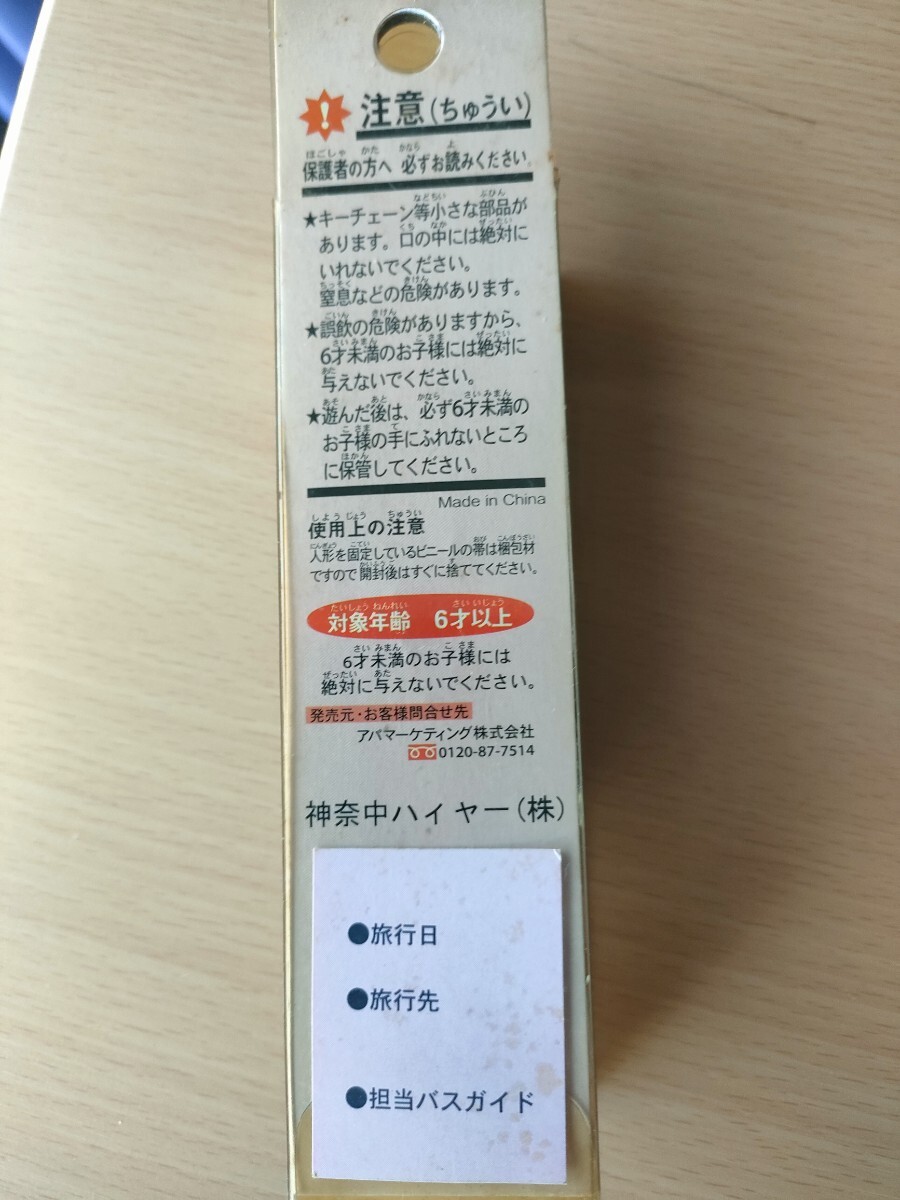 ! 注意(ちゅうい)
保護者の方へ 必ずお読みください
★キーチェーン等小さな部品が
あります。口の中には絶対に
いれないでください。
窒息などの危険があります。
★誤飲の危険がありますから、
6才未満のお子様には絶対に
与えないでください。
★遊んだ後は、必ず6才未満の
お子様の手にふれないところ
に保管してください。
Made in China
使用上の注意
人形を固定しているビニールの帯は梱包材
ですので開封後はすぐに捨ててください。
対象年齢 6才以上
6才未満のお子様には
絶対に与えないでください。
発売元・お客様問合せ先
アバマーケティング株式会社
0120-87-7514
神奈中ハイヤー(株)
●旅行日
●旅行先
●担当バスガイド